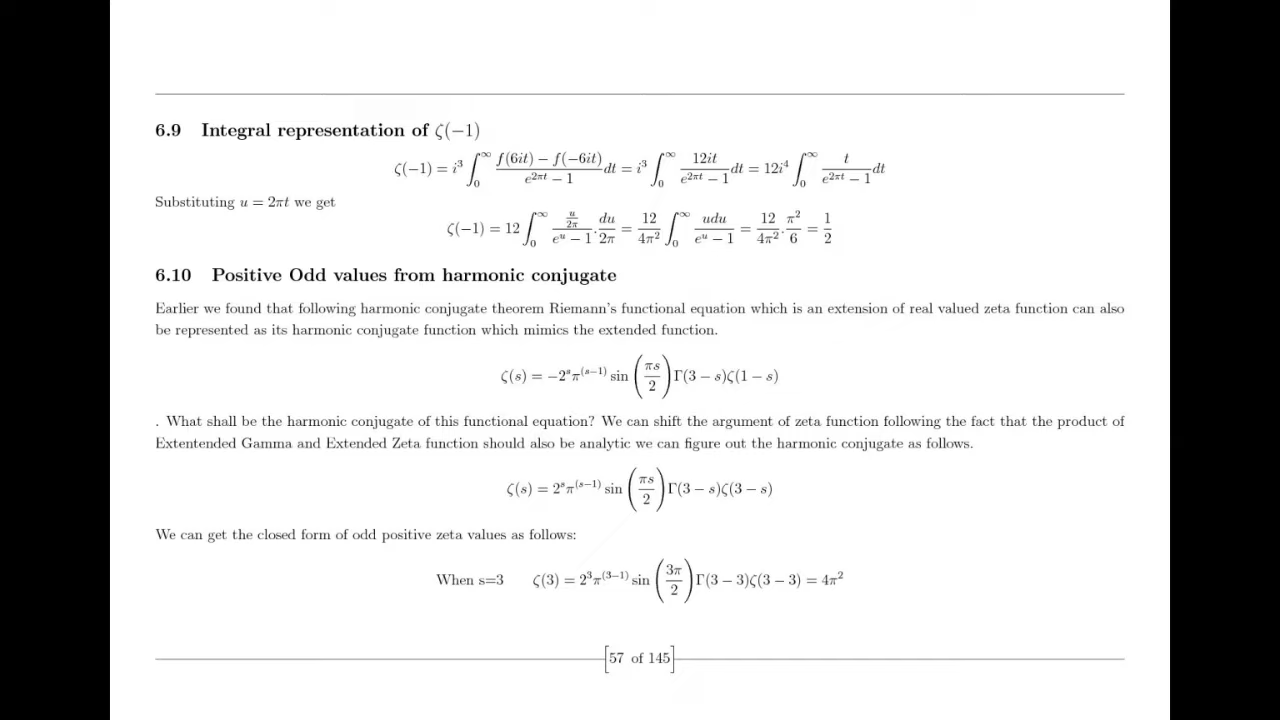 6.9 Integral representation of ζ(−1)
ζ(−1) = i³ ∫₀^∞ (f(6it) − f(−6it))/(e^{2πt} − 1) dt = i³ ∫₀^∞ 12it/(e^{2πt} − 1) dt = 12i⁴ ∫₀^∞ t/(e^{2πt} − 1) dt
Substituting u = 2πt we get
ζ(−1) = 12 ∫₀^∞ (u/2π)/(e^u − 1) . du/2π = 12/4π² ∫₀^∞ udu/(e^u − 1) = 12/4π² . π²/6 = 1/2
6.10 Positive Odd values from harmonic conjugate
Earlier we found that following harmonic conjugate theorem Riemann's functional equation which is an extension of real valued zeta function can also
be represented as its harmonic conjugate function which mimics the extended function.
ζ(s) = −2^s π^{(s−1)} sin (πs/2) Γ(3 − s)ζ(1 − s)
. What shall be the harmonic conjugate of this functional equation? We can shift the argument of zeta function following the fact that the product of
Extentended Gamma and Extended Zeta function should also be analytic we can figure out the harmonic conjugate as follows.
ζ(s) = 2^s π^{(s−1)} sin (πs/2) Γ(3 − s)ζ(3 − s)
We can get the closed form of odd positive zeta values as follows:
When s=3 ζ(3) = 2³π^{(3−1)} sin (3π/2) Γ(3 − 3)ζ(3 − 3) = 4π²
57 of 145